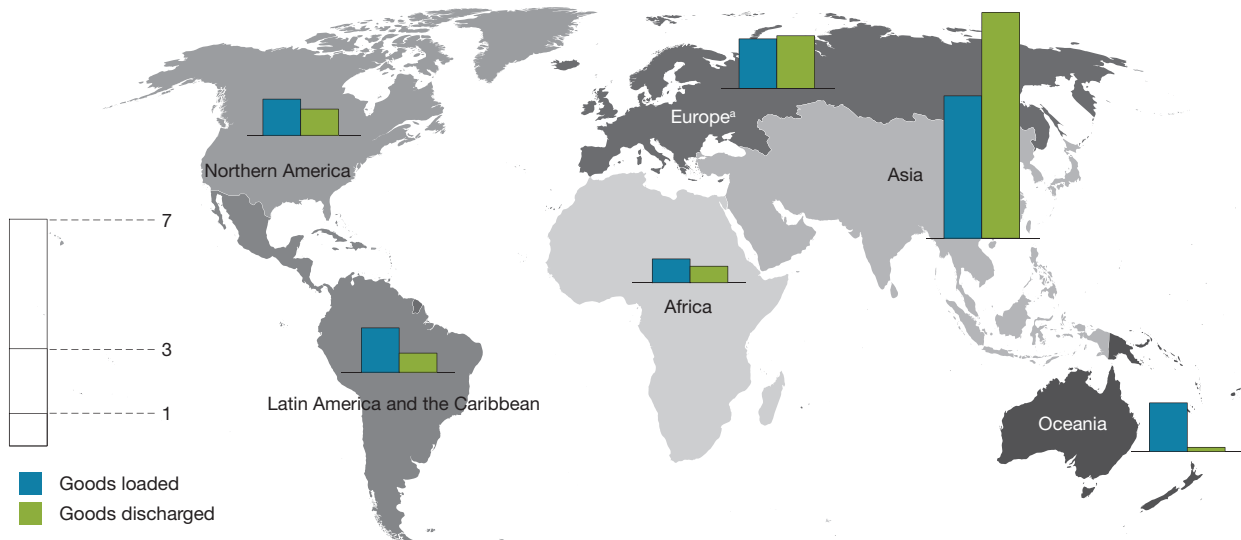 Europeª
Northern America
Asia
7
Africa
3
Latin America and the Caribbean
1
Oceania
Goods loaded
Goods discharged